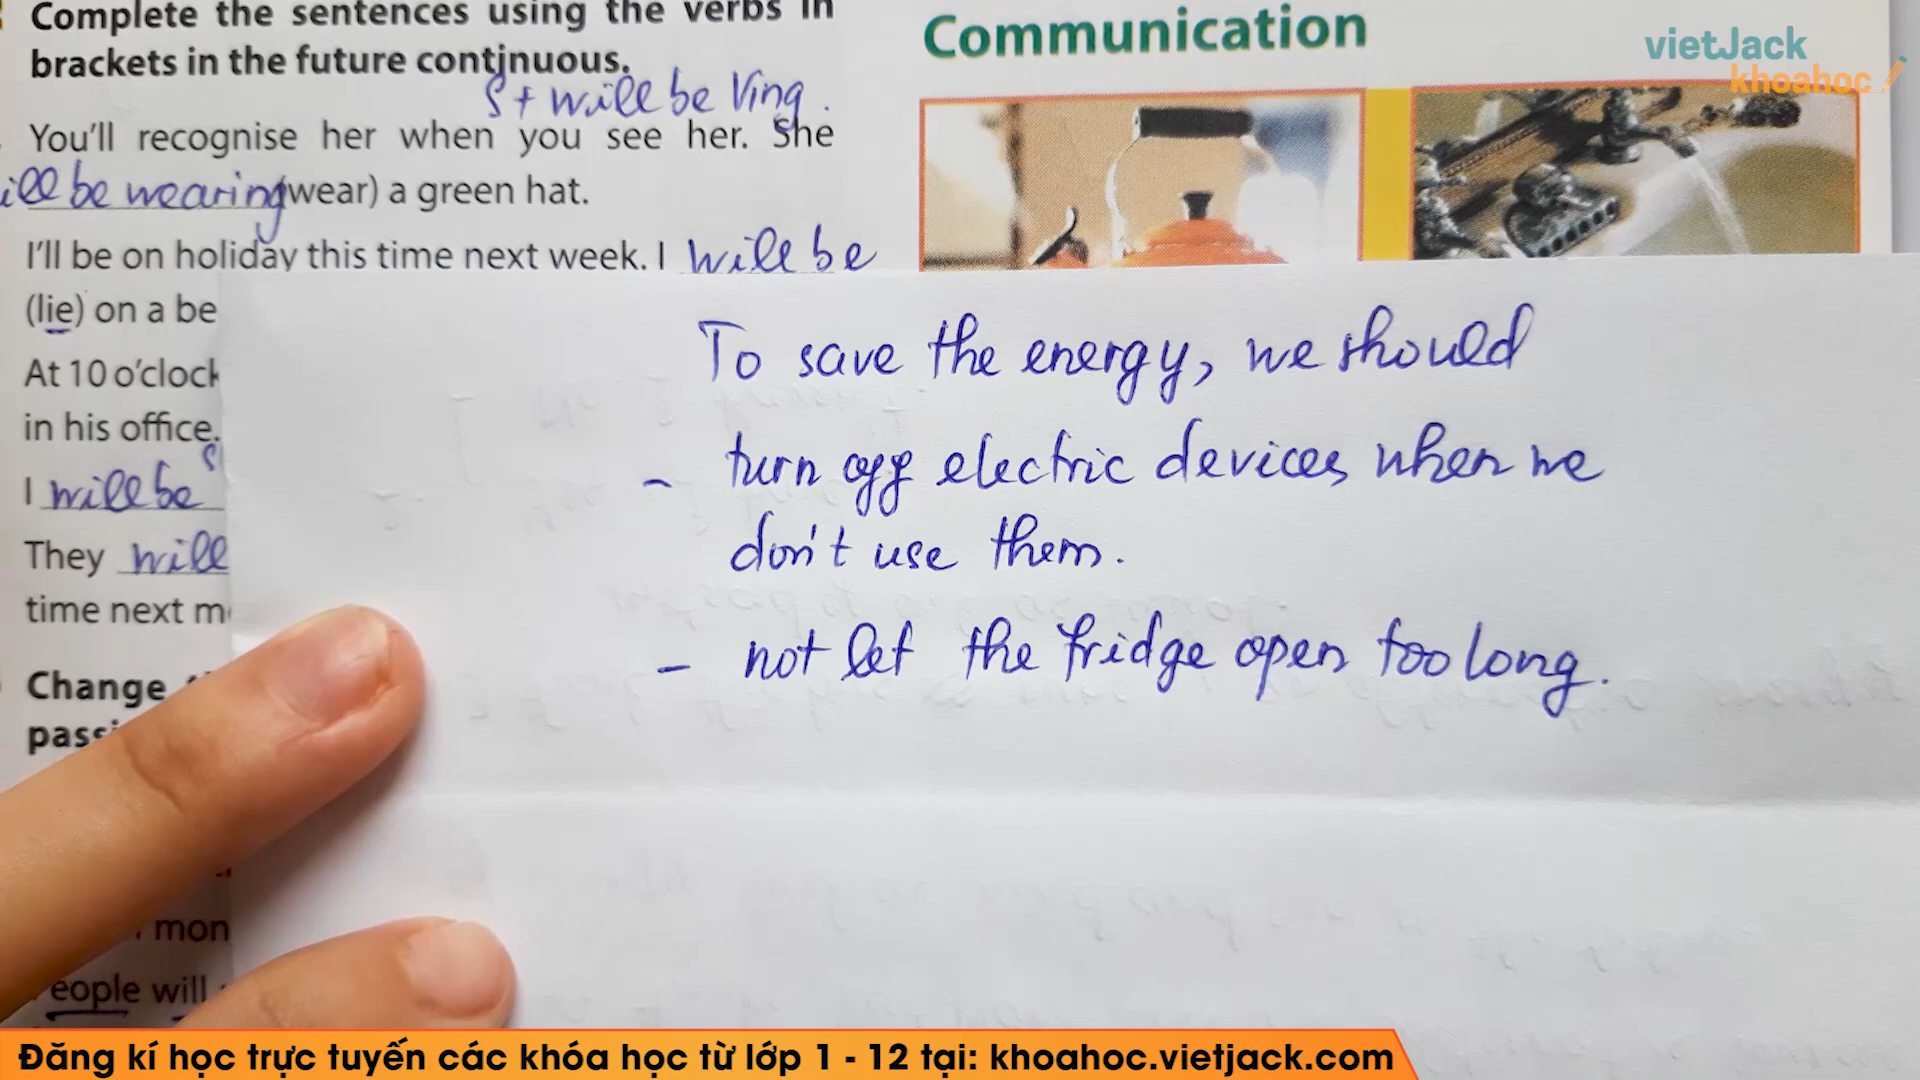 Complete the sentences using the verbs in
brackets in the future continuous.
S + will be Ving.
You'll recognise her when you see her. She
ill be wearing (wear) a green hat.
I'll be on holiday this time next week. I will be
(lie) on a be
At 10 o'clock
in his office.
I will be
They will
time next m
Change
pass
mon
eople will
Communication
vietJack
khoahoc
To save the energy, we should
- turn off electric devices when we
don't use them.
- not let the fridge open too long.
Đăng kí học trực tuyến các khóa học từ lớp 1 - 12 tại: khoahoc.vietjack.com